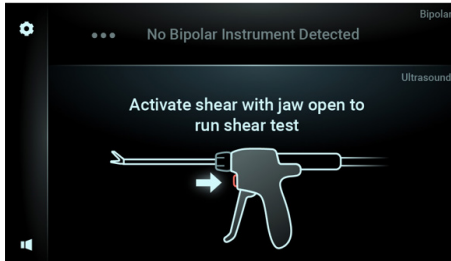 Bipolar
No Bipolar Instrument Detected
Ultrasound
Activate shear with jaw open to
run shear test